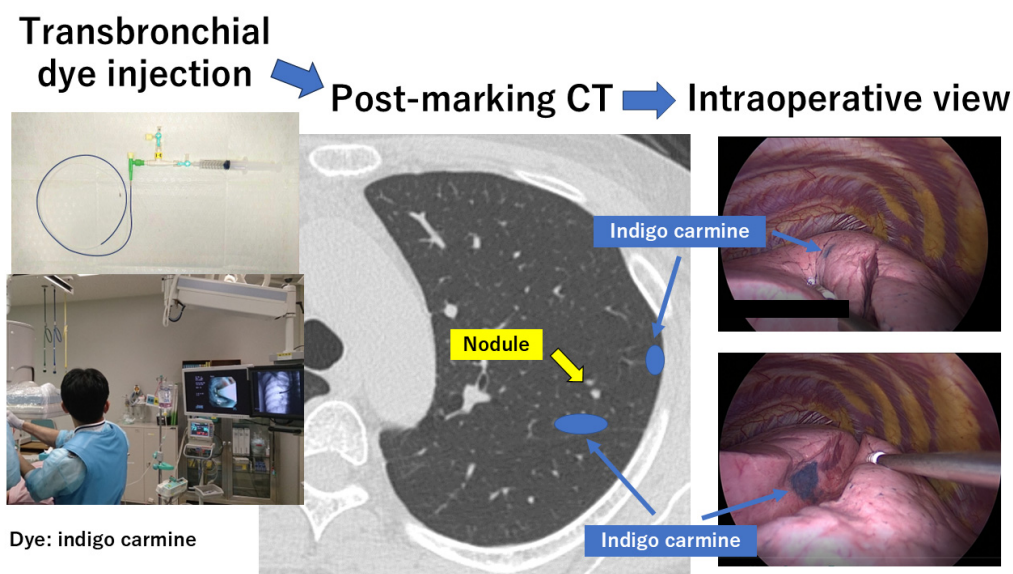 Transbronchial
dye injection
Post-marking CT
Intraoperative view
Indigo carmine
Nodule
Indigo carmine
Dye: indigo carmine